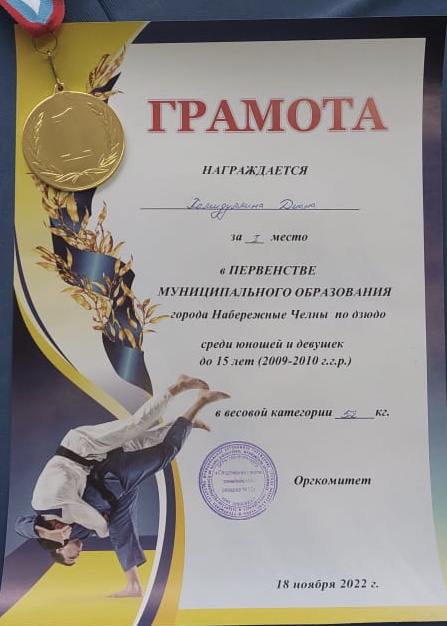 1
ГРАМОТА
НАГРАЖДАЕТСЯ
Диана
за I место
в ПЕРВЕНСТВЕ
МУНИЦИПАЛЬНОГО ОБРАЗОВАНИЯ
города Набережные Челны по дзюдо
среди юношей и девушек
до 15 лет (2009-2010 г.г.р.)
в весовой категории 52 кг.
Оргкомитет
18 ноября 2022 г.